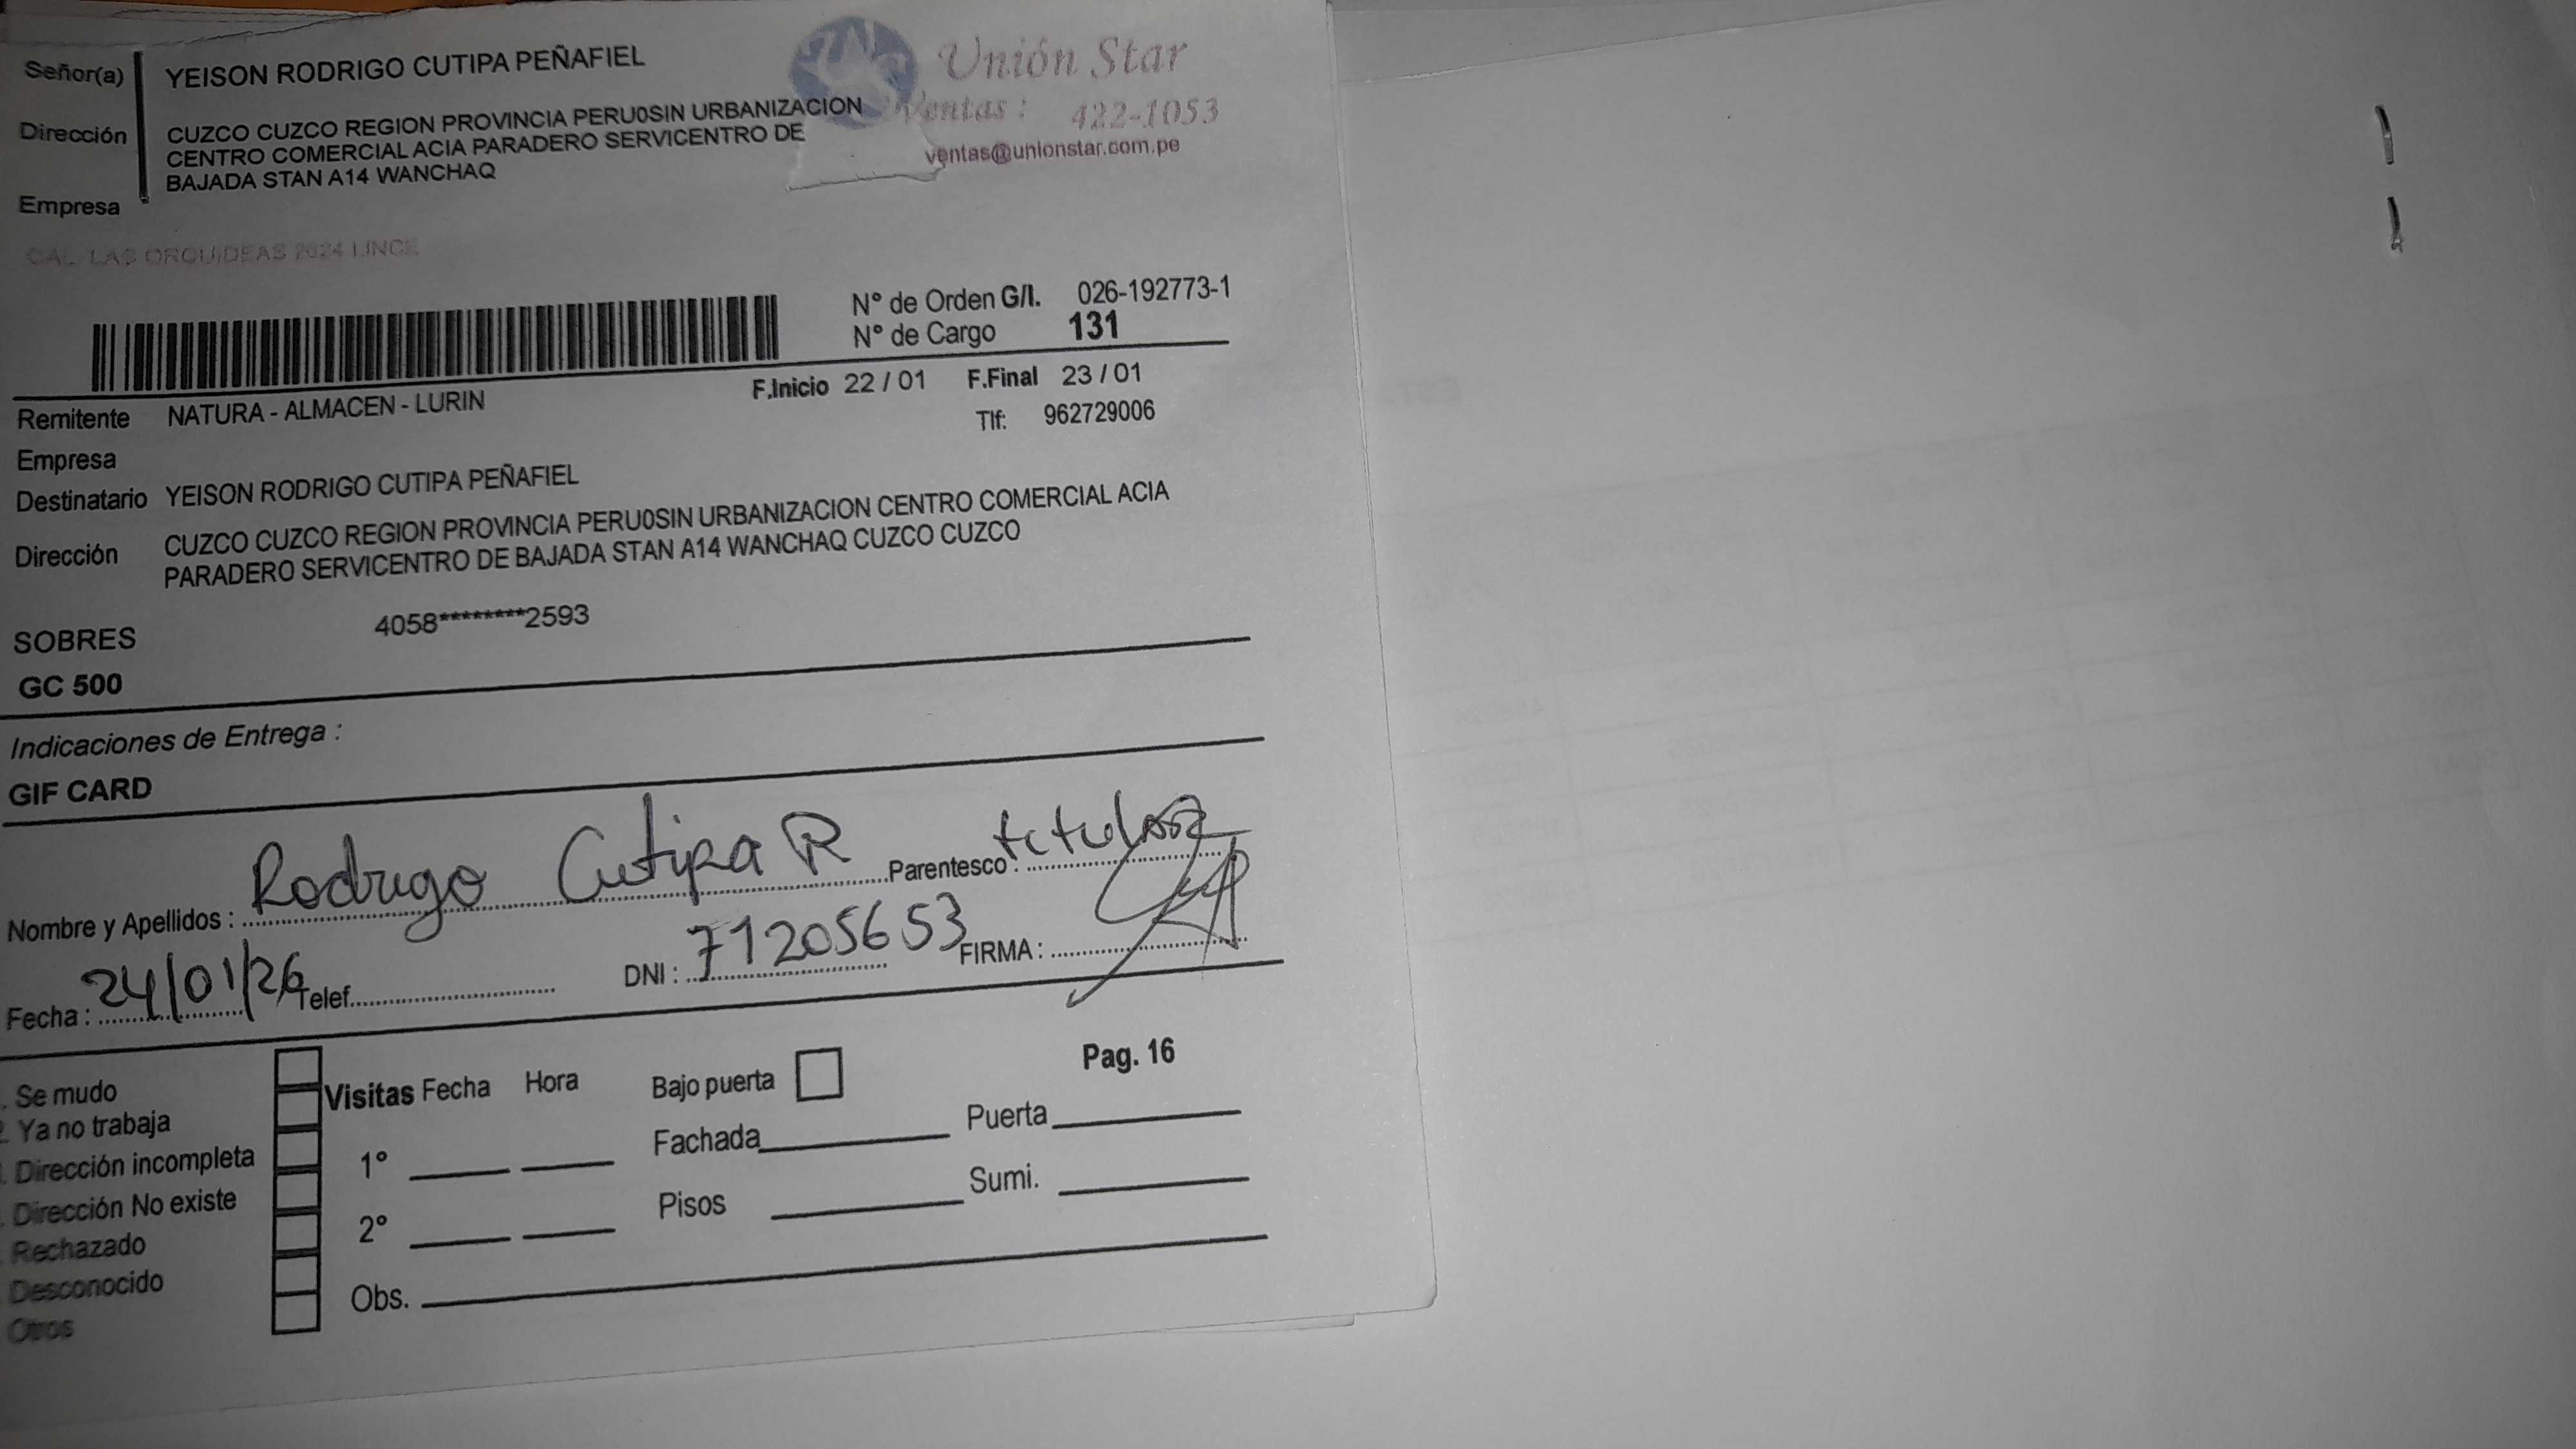 Señor(a) YEISON RODRIGO CUTIPA PEÑAFIEL
Unión Star
Ventas : 422-1053
ventas@unionstar.com.pe
Dirección CUZCO CUZCO REGION PROVINCIA PERU0SIN URBANIZACION
CENTRO COMERCIAL ACIA PARADERO SERVICENTRO DE
BAJADA STAN A14 WANCHAQ
Empresa
CAL. LAS ORQUIDEAS 2624 LINCE
N° de Orden G/I. 026-192773-1
N° de Cargo 131
F.Inicio 22 / 01 F.Final 23 / 01
Remitente NATURA - ALMACEN - LURIN
Tlf: 962729006
Empresa
Destinatario YEISON RODRIGO CUTIPA PEÑAFIEL
Dirección CUZCO CUZCO REGION PROVINCIA PERU0SIN URBANIZACION CENTRO COMERCIAL ACIA
PARADERO SERVICENTRO DE BAJADA STAN A14 WANCHAQ CUZCO CUZCO
SOBRES 4058********2593
GC 500
Indicaciones de Entrega :
GIF CARD
Nombre y Apellidos : Rodrigo Cutipa R Parentesco : titular
Fecha : 24/01/26 Telef. DNI : 71205653 FIRMA :
Pag. 16
. Se mudo
. Ya no trabaja
. Dirección incompleta
. Dirección No existe
. Rechazado
Desconocido
Otros
Visitas Fecha Hora
1°
2°
Obs.
Bajo puerta
Fachada Puerta
Pisos Sumi.